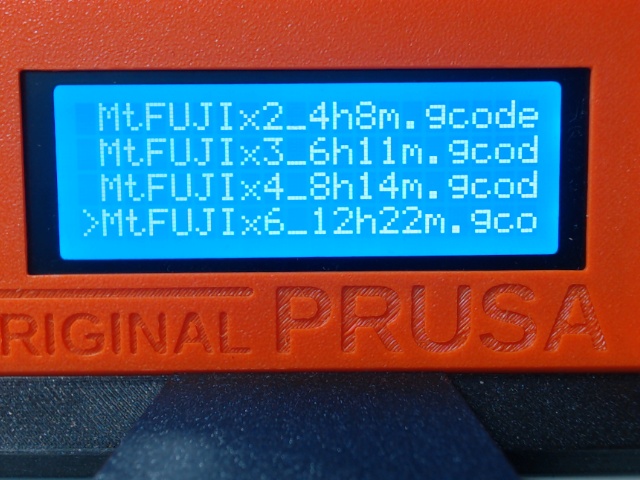 MtFUJIx2_4h8m.gcode
MtFUJIx3_6h11m.gcod
MtFUJIx4_8h14m.gcod
>MtFUJIx6_12h22m.gco
RIGINAL PRUSA